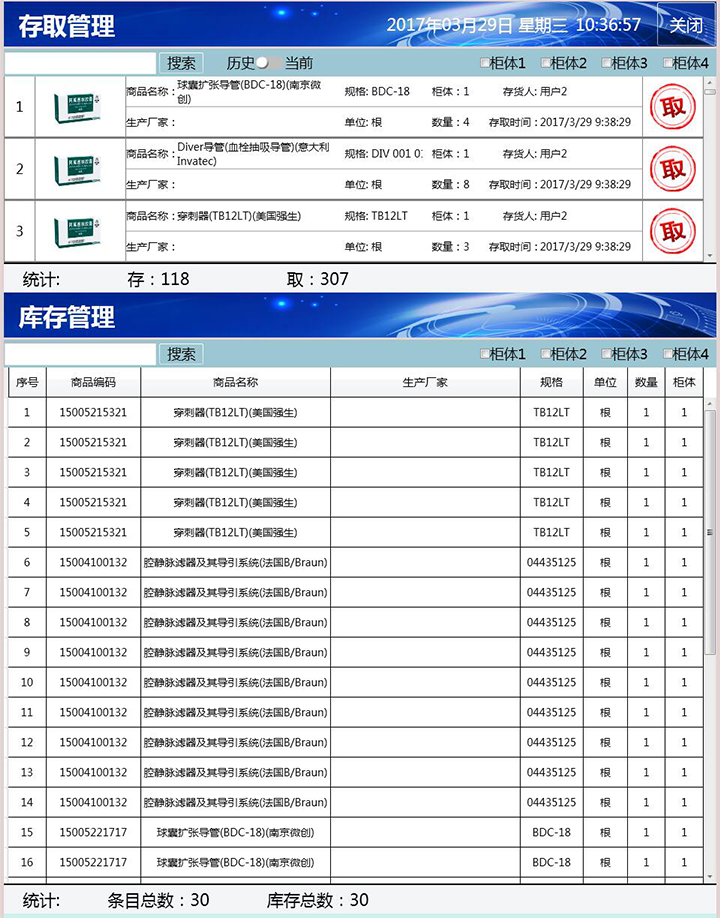 存取管理 2017年03月29日 星期三 10:36:57 关闭
搜索 历史 当前 柜体1 柜体2 柜体3 柜体4
1 商品名称：球囊扩张导管(BDC-18)(南京微创) 规格: BDC-18 柜体：1 存货人: 用户2 取
生产厂家： 单位: 根 数量：4 存取时间：2017/3/29 9:38:29
2 商品名称：Diver导管(血栓抽吸导管)(意大利Invatec) 规格: DIV 001 柜体：1 存货人: 用户2 取
生产厂家： 单位: 根 数量：8 存取时间：2017/3/29 9:38:29
3 商品名称：穿刺器(TB12LT)(美国强生) 规格: TB12LT 柜体：1 存货人: 用户2 取
生产厂家： 单位: 根 数量：3 存取时间：2017/3/29 9:38:29
统计: 存：118 取：307
库存管理
搜索 柜体1 柜体2 柜体3 柜体4
序号 商品编码 商品名称 生产厂家 规格 单位 数量 柜体
1 15005215321 穿刺器(TB12LT)(美国强生) TB12LT 根 1 1
2 15005215321 穿刺器(TB12LT)(美国强生) TB12LT 根 1 1
3 15005215321 穿刺器(TB12LT)(美国强生) TB12LT 根 1 1
4 15005215321 穿刺器(TB12LT)(美国强生) TB12LT 根 1 1
5 15005215321 穿刺器(TB12LT)(美国强生) TB12LT 根 1 1
6 15004100132 腔静脉滤器及其导引系统(法国B/Braun) 04435125 根 1 1
7 15004100132 腔静脉滤器及其导引系统(法国B/Braun) 04435125 根 1 1
8 15004100132 腔静脉滤器及其导引系统(法国B/Braun) 04435125 根 1 1
9 15004100132 腔静脉滤器及其导引系统(法国B/Braun) 04435125 根 1 1
10 15004100132 腔静脉滤器及其导引系统(法国B/Braun) 04435125 根 1 1
11 15004100132 腔静脉滤器及其导引系统(法国B/Braun) 04435125 根 1 1
12 15004100132 腔静脉滤器及其导引系统(法国B/Braun) 04435125 根 1 1
13 15004100132 腔静脉滤器及其导引系统(法国B/Braun) 04435125 根 1 1
14 15004100132 腔静脉滤器及其导引系统(法国B/Braun) 04435125 根 1 1
15 15005221717 球囊扩张导管(BDC-18)(南京微创) BDC-18 根 1 1
16 15005221717 球囊扩张导管(BDC-18)(南京微创) BDC-18 根 1 1
统计: 条目总数：30 库存总数：30